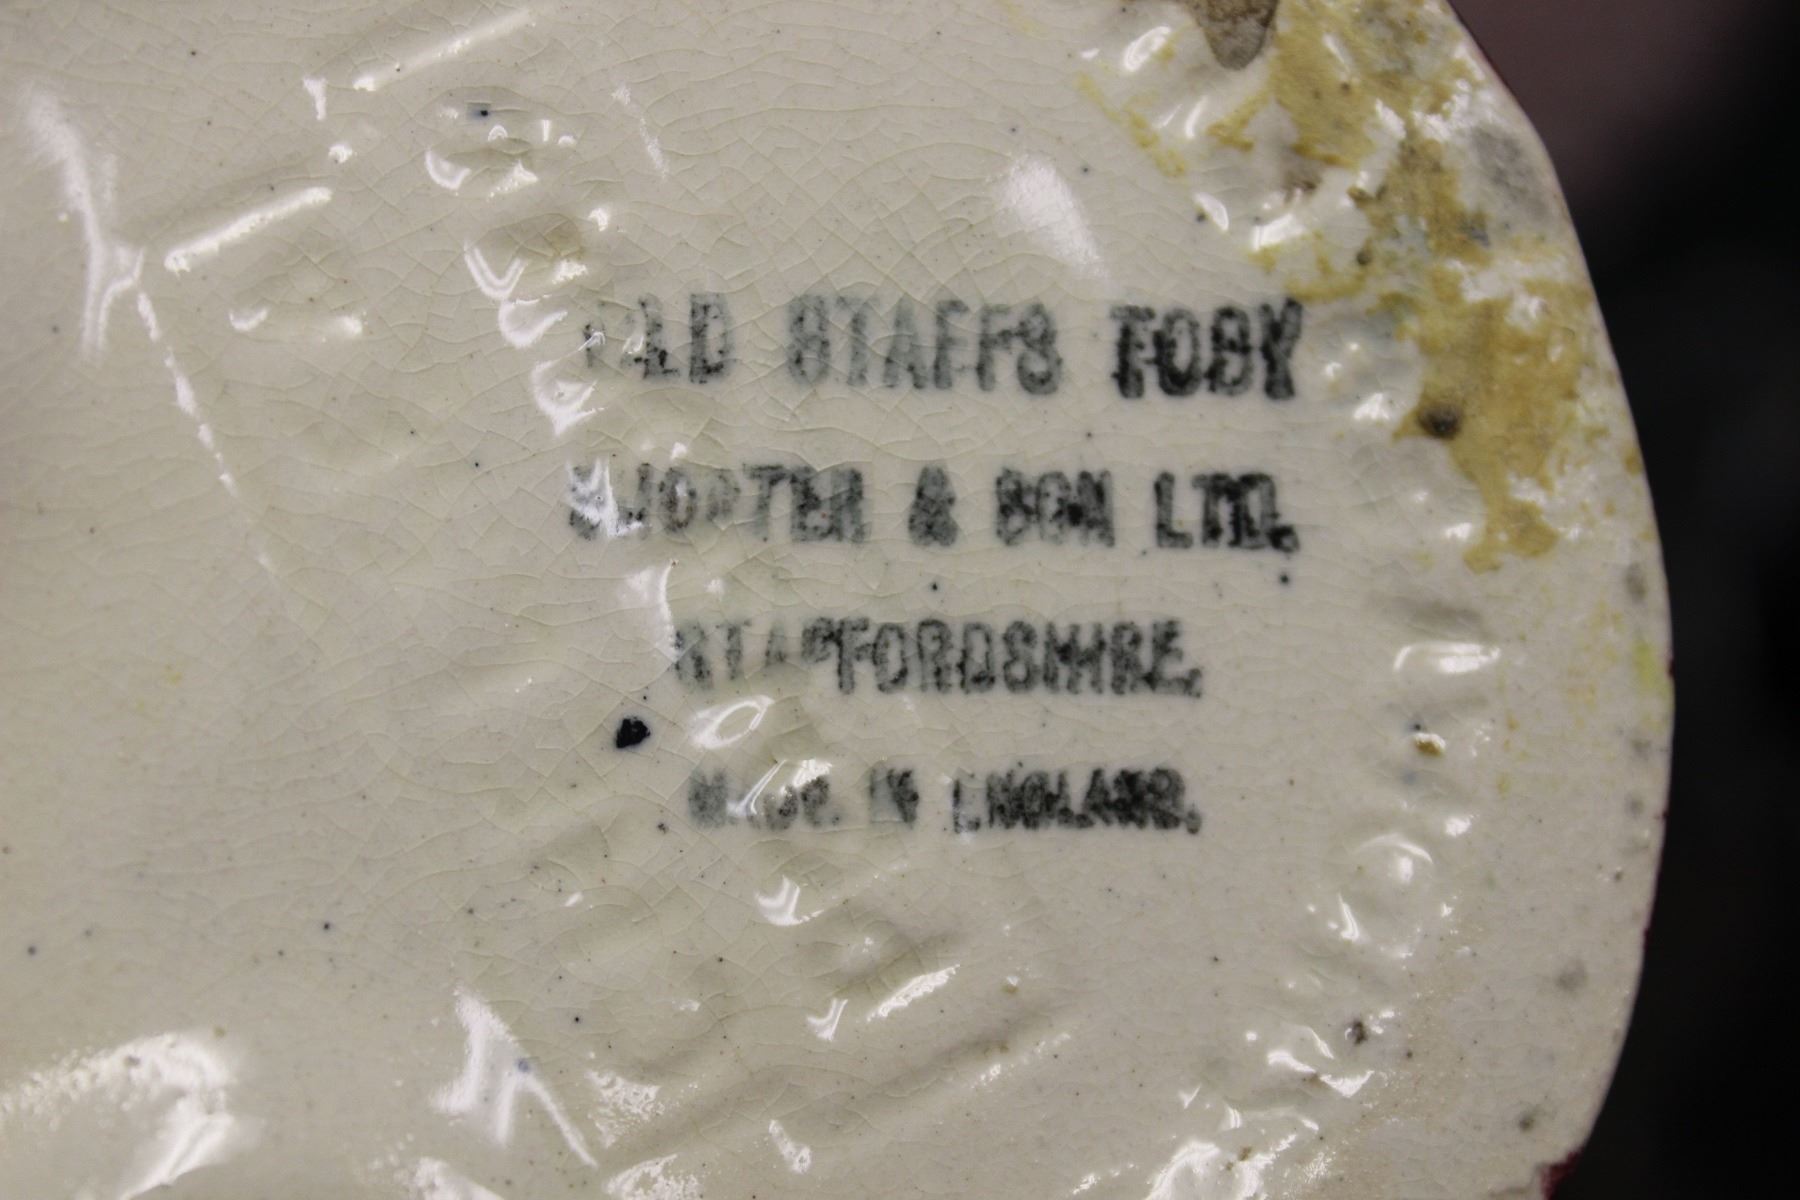 OLD STAFFS TOBY
SHORTER & SON LTD.
STAFFORDSHIRE.
MADE IN ENGLAND.